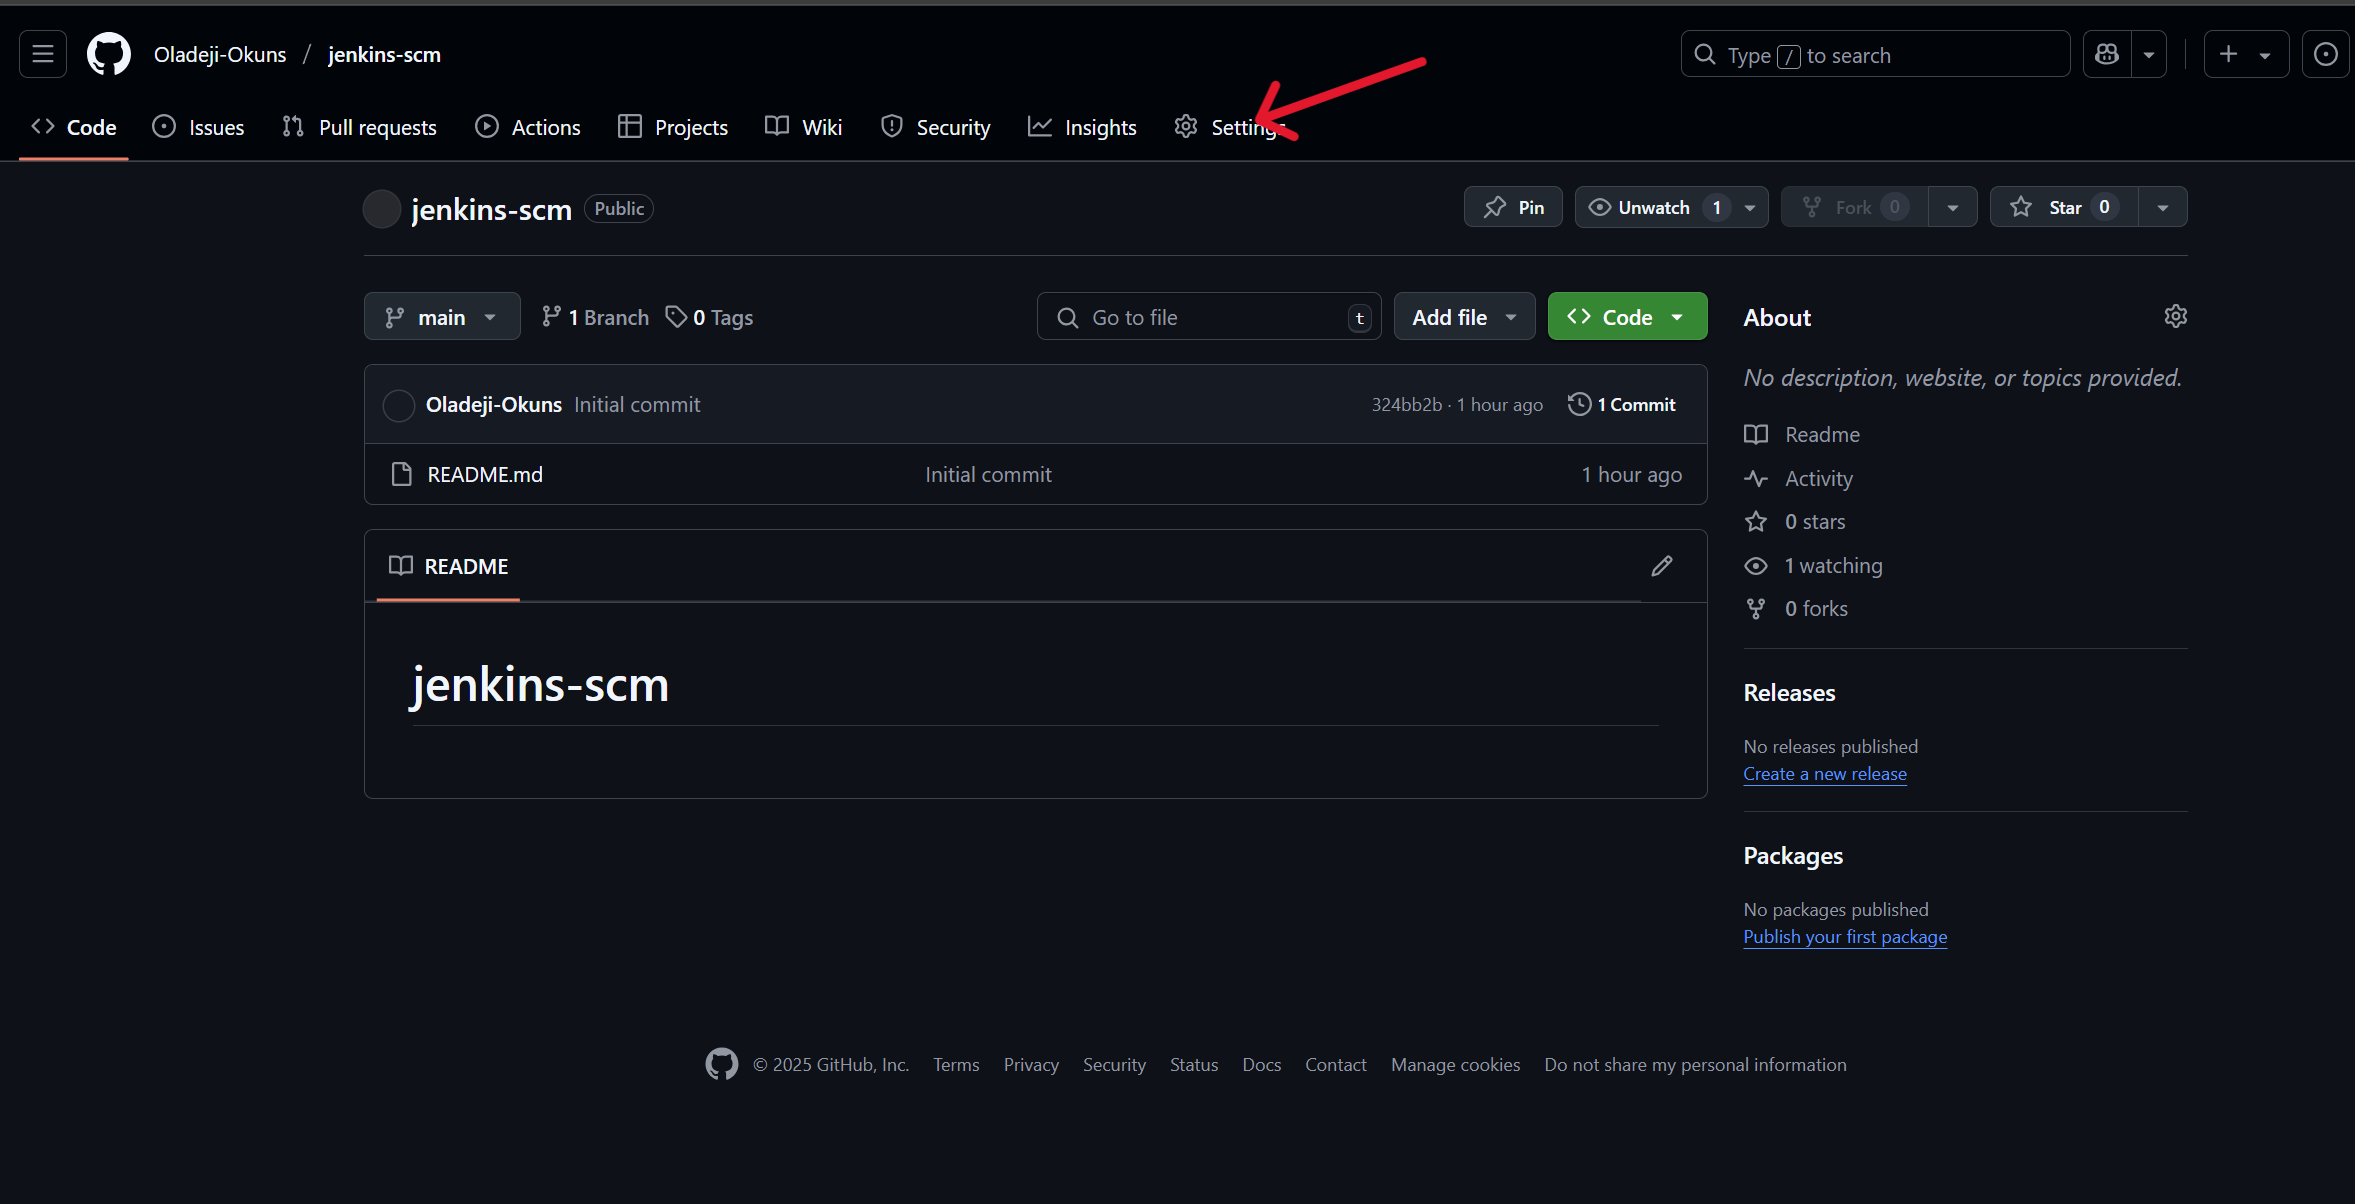 Oladeji-Okuns / jenkins-scm
Type / to search
Code Issues Pull requests Actions Projects Wiki Security Insights Settings
jenkins-scm Public
Pin Unwatch 1 Fork 0 Star 0
main 1 Branch 0 Tags Go to file t Add file Code
Oladeji-Okuns Initial commit 324bb2b · 1 hour ago 1 Commit
README.md Initial commit 1 hour ago
README
jenkins-scm
About
No description, website, or topics provided.
Readme
Activity
0 stars
1 watching
0 forks
Releases
No releases published
Create a new release
Packages
No packages published
Publish your first package
© 2025 GitHub, Inc. Terms Privacy Security Status Docs Contact Manage cookies Do not share my personal information